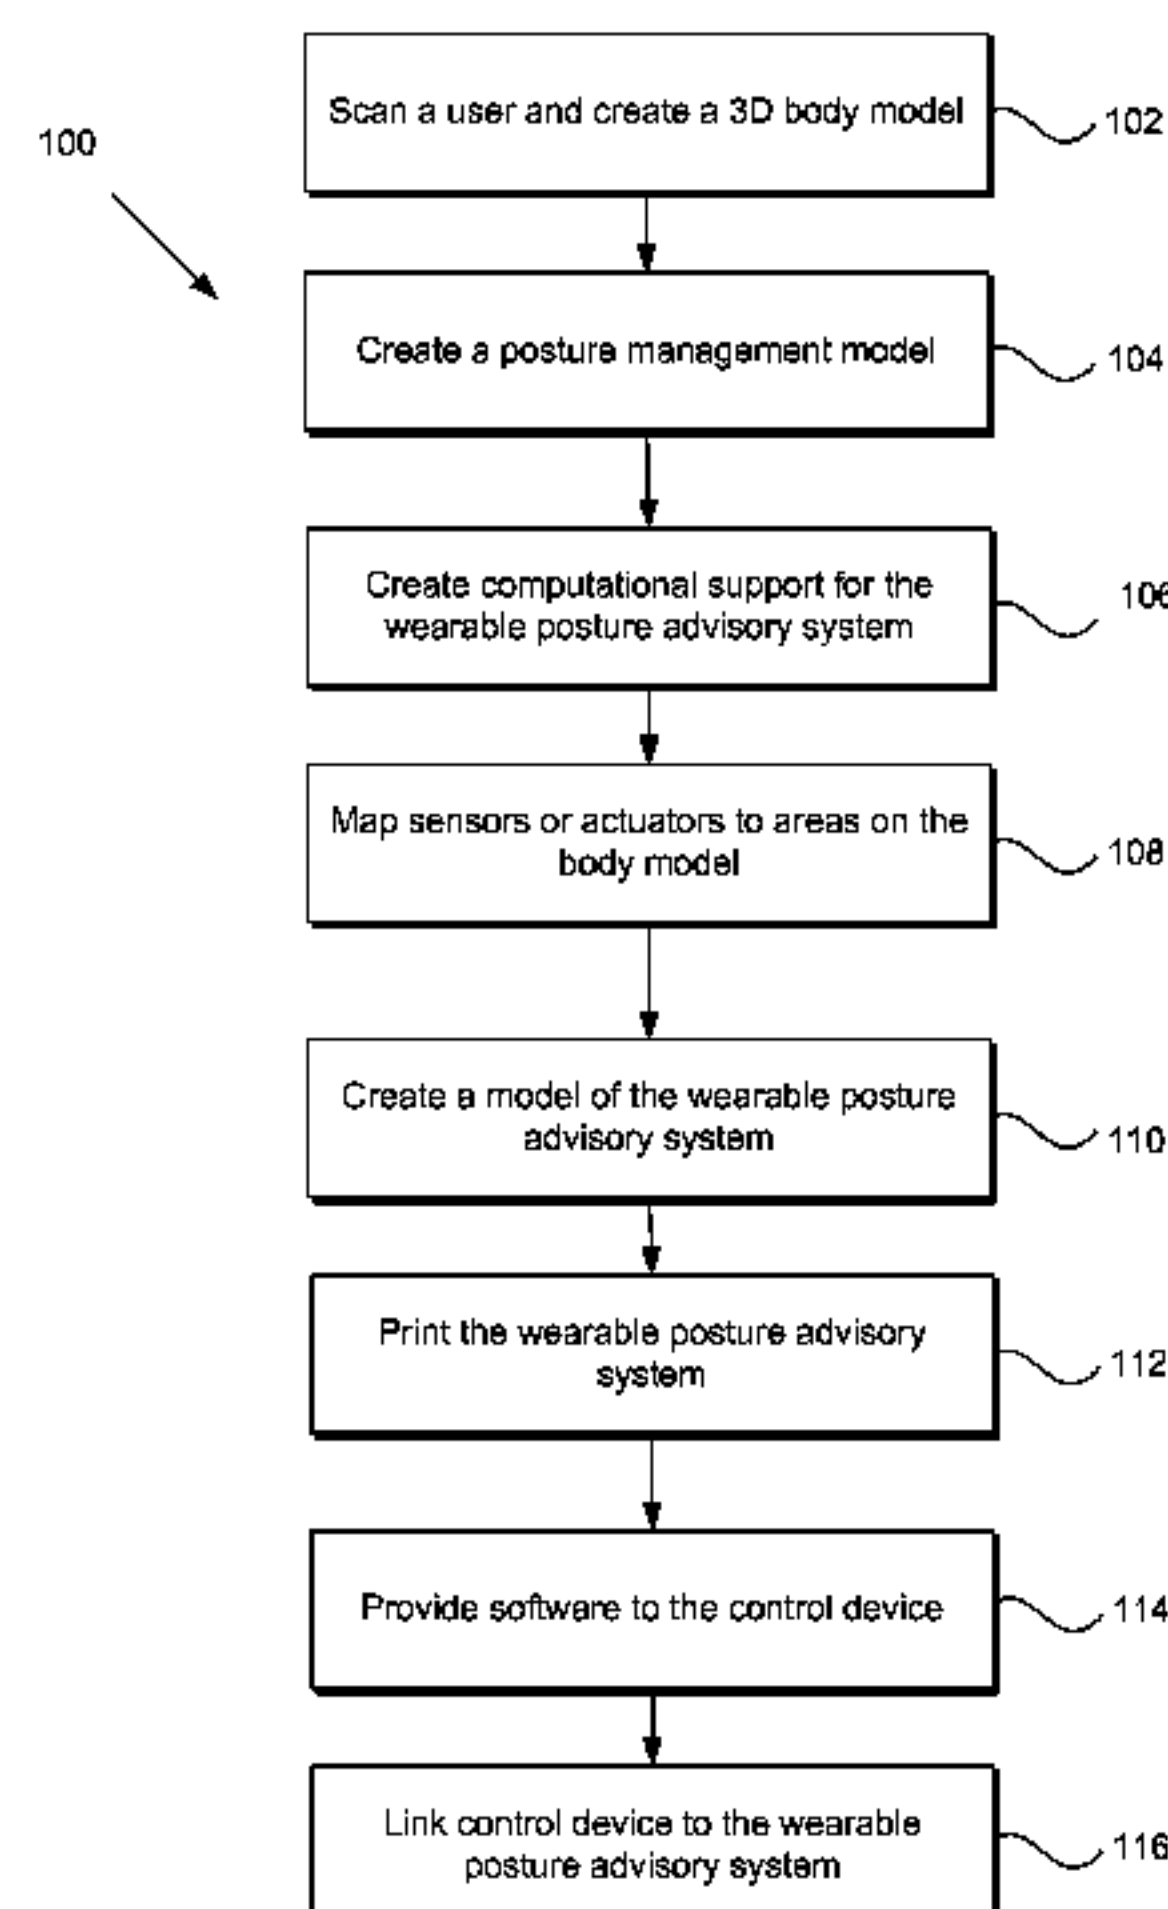 100
Scan a user and create a 3D body model
102
Create a posture management model
104
Create computational support for the
wearable posture advisory system
106
Map sensors or actuators to areas on the
body model
108
Create a model of the wearable posture
advisory system
110
Print the wearable posture advisory
system
112
Provide software to the control device
114
Link control device to the wearable
posture advisory system
116